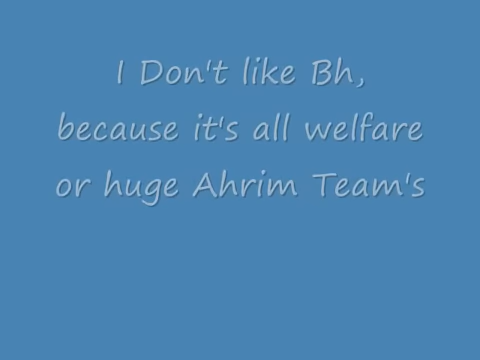 I Don't like Bh,
because it's all welfare
or huge Ahrim Team's